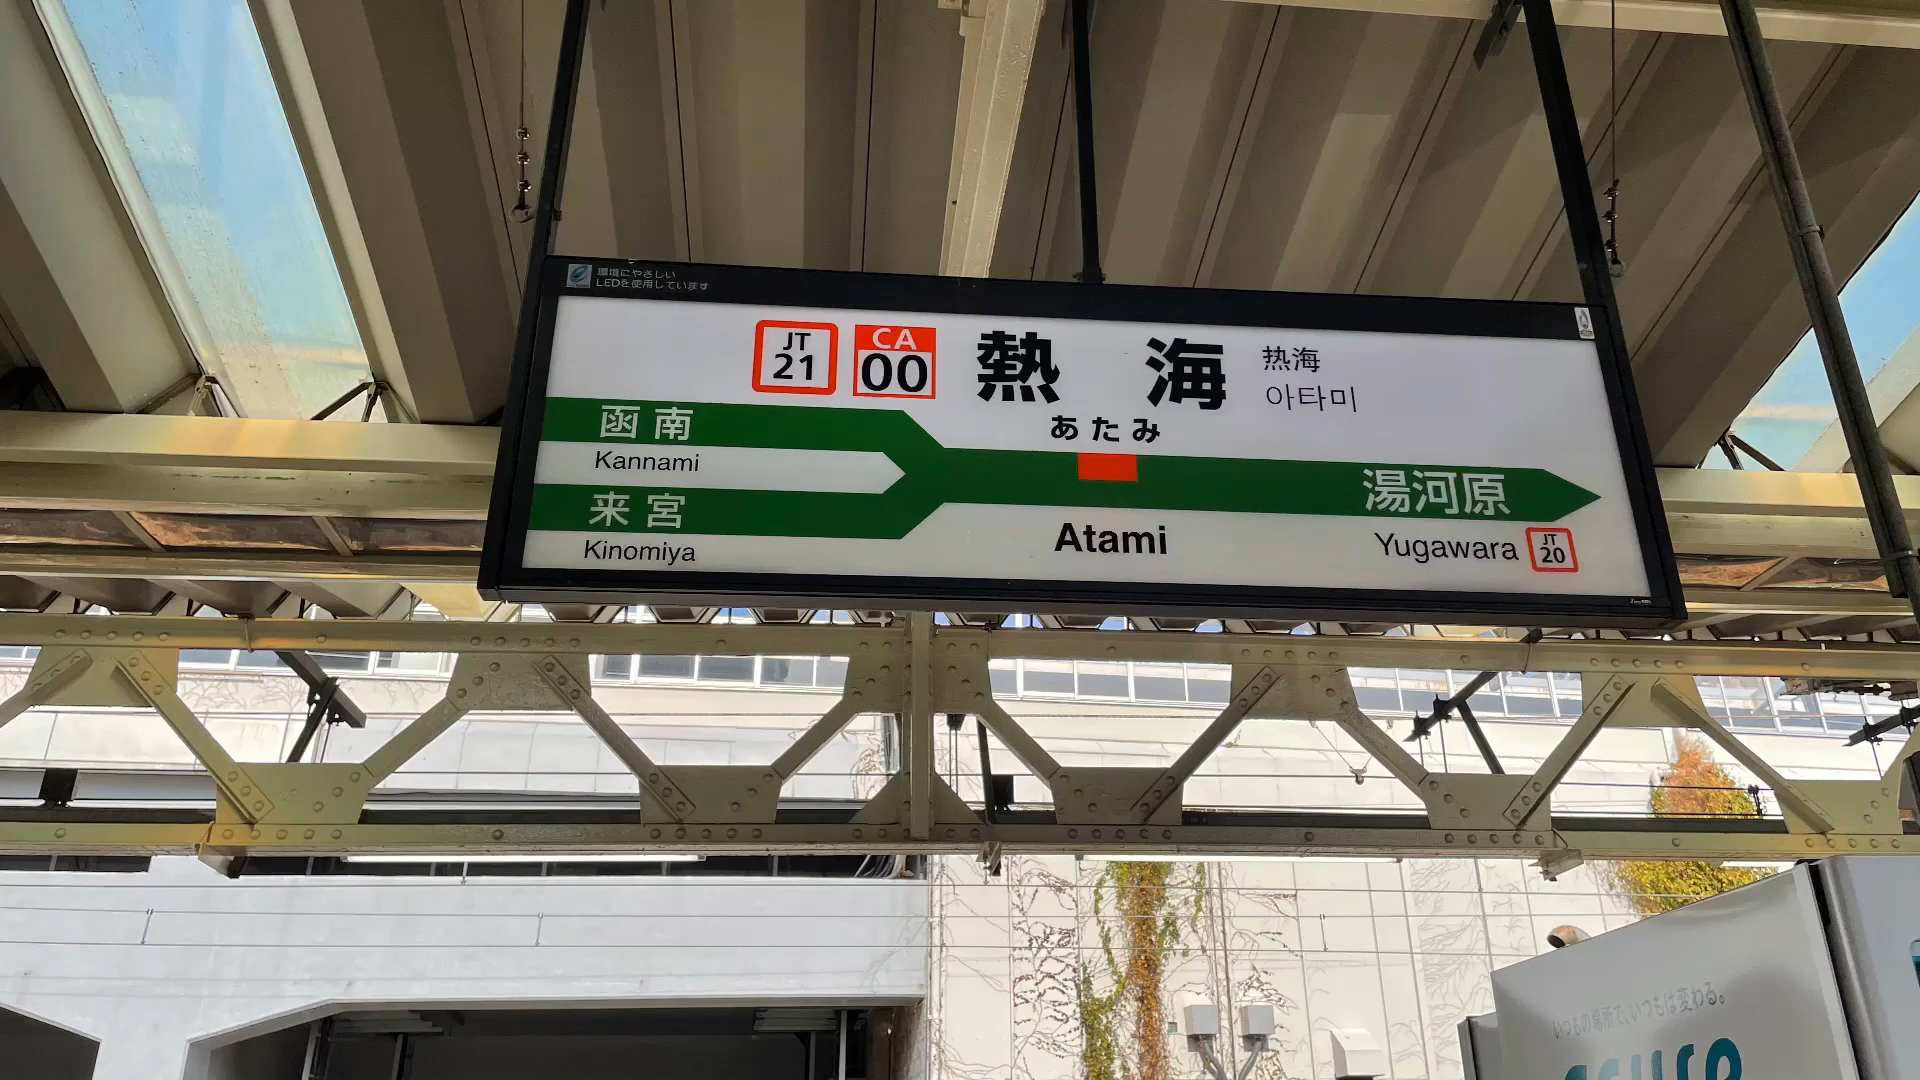 環境にやさしい
LEDを使用しています
JT
21
CA
00
熱海
热海
아타미
あたみ
函南
Kannami
来宮
Kinomiya
Atami
湯河原
Yugawara
JT
20
いつもの場所で、いつもは変わる。